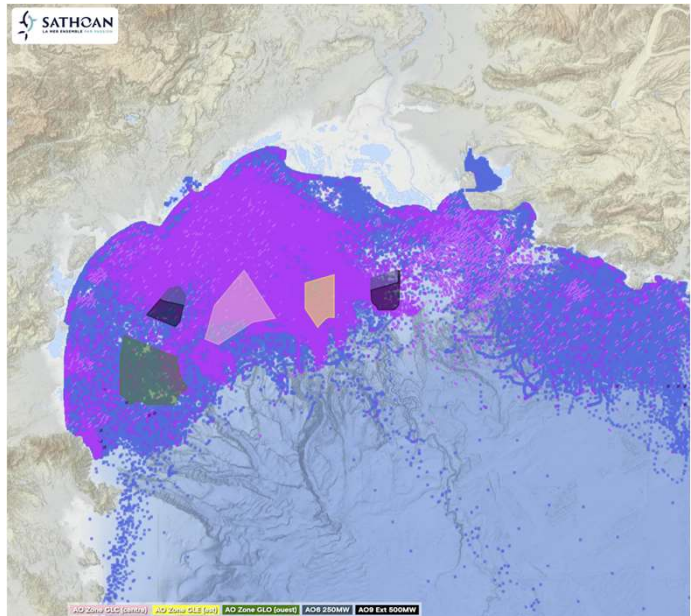 SATHOAN
LA MER ENSEMBLE PAR PASSION
AO Zone GLC (centre) AO Zone GLE (est) AO Zone GLO (ouest) AO6 250MW AO9 Ext 500MW